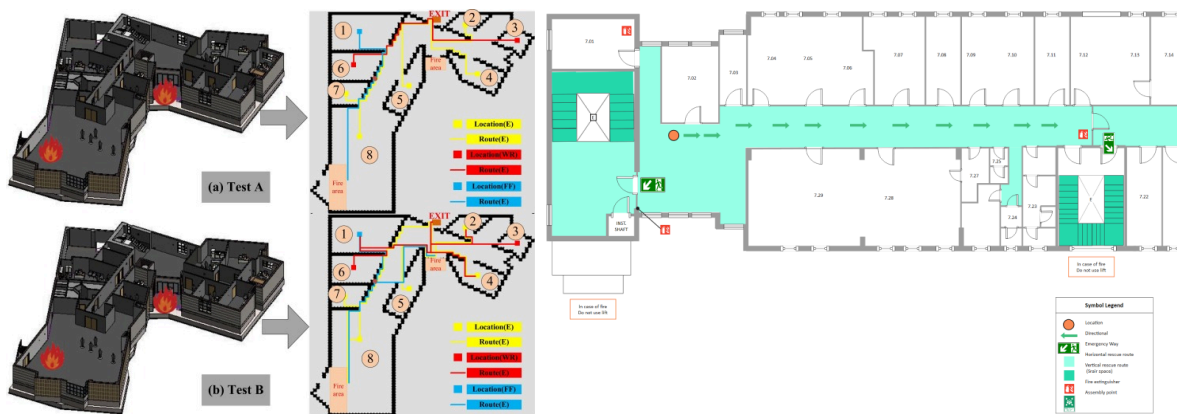 (a) Test A
(b) Test B
EXIT
1
2
3
4
5
6
7
8
Fire
area
Fire
area
Location(E)
Route(E)
Location(WR)
Route(E)
Location(FF)
Route(E)
EXIT
1
2
3
4
5
6
7
8
Fire
area
Fire
area
Location(E)
Route(E)
Location(WR)
Route(E)
Location(FF)
Route(E)
7.01
7.02
7.03
7.04
7.05
7.06
7.07
7.08
7.09
7.10
7.11
7.12
7.13
7.14
7.29
7.28
7.27
7.25
7.24
7.23
7.22
INST.
SHAFT
In case of fire
Do not use lift
In case of fire
Do not use lift
Symbol Legend
Location
Directional
Emergency Way
Horizontal rescue route
Vertical rescue route
(Srair space)
Fire extinguisher
Assembly point